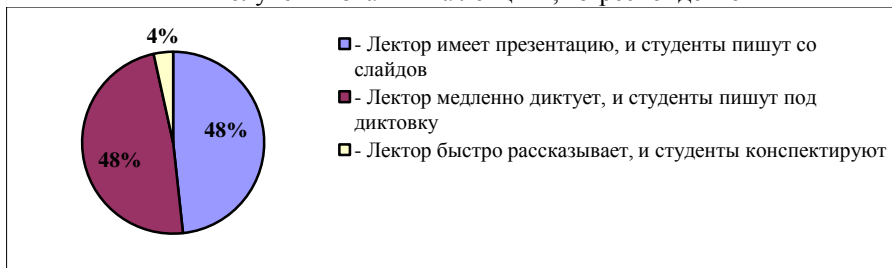 4%
48%
48%
- Лектор имеет презентацию, и студенты пишут со
слайдов
- Лектор медленно диктует, и студенты пишут под
диктовку
- Лектор быстро рассказывает, и студенты конспектируют